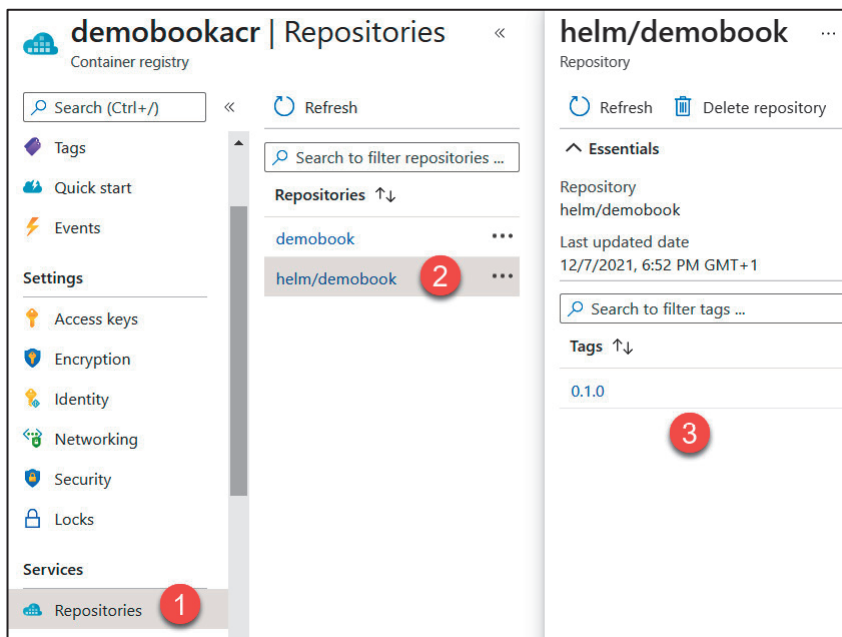 demobookacr | Repositories
Container registry
Search (Ctrl+/)
Tags
Quick start
Events
Settings
Access keys
Encryption
Identity
Networking
Security
Locks
Services
Repositories
1
Refresh
Search to filter repositories ...
Repositories
demobook
helm/demobook
2
helm/demobook
Repository
Refresh
Delete repository
Essentials
Repository
helm/demobook
Last updated date
12/7/2021, 6:52 PM GMT+1
Search to filter tags ...
Tags
0.1.0
3